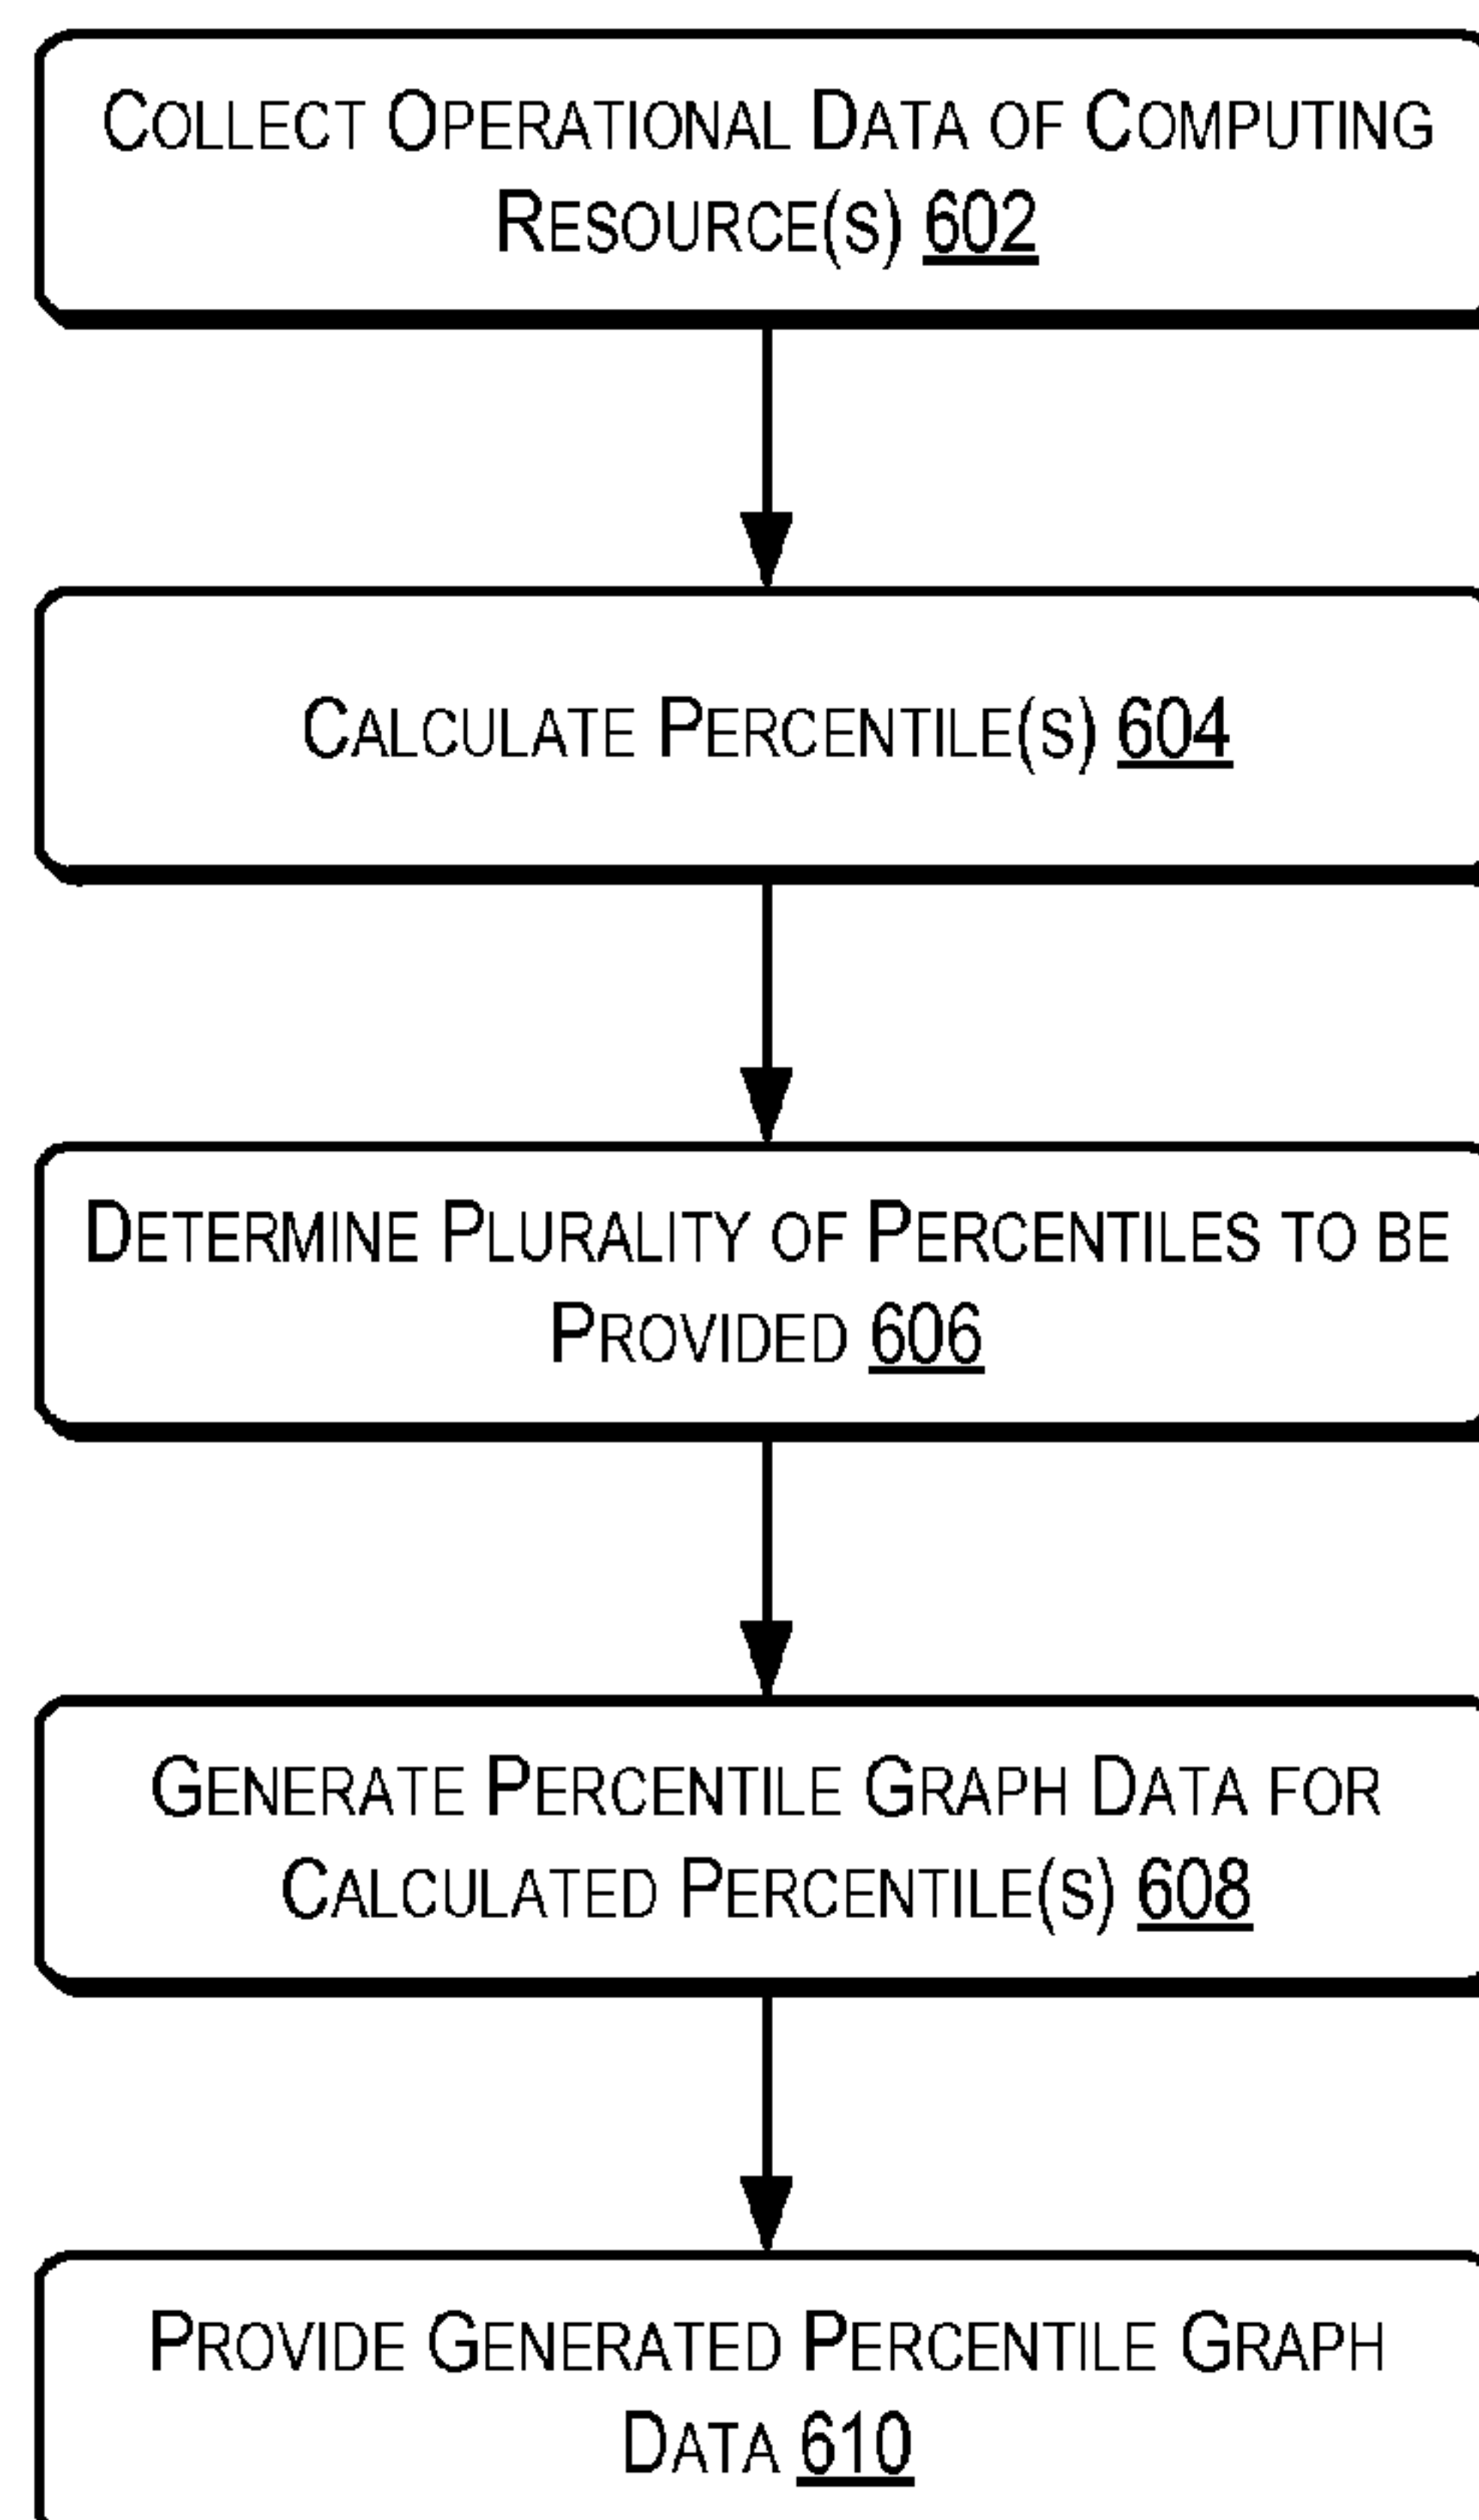 COLLECT OPERATIONAL DATA OF COMPUTING
RESOURCE(S) 602
CALCULATE PERCENTILE(S) 604
DETERMINE PLURALITY OF PERCENTILES TO BE
PROVIDED 606
GENERATE PERCENTILE GRAPH DATA FOR
CALCULATED PERCENTILE(S) 608
PROVIDE GENERATED PERCENTILE GRAPH
DATA 610